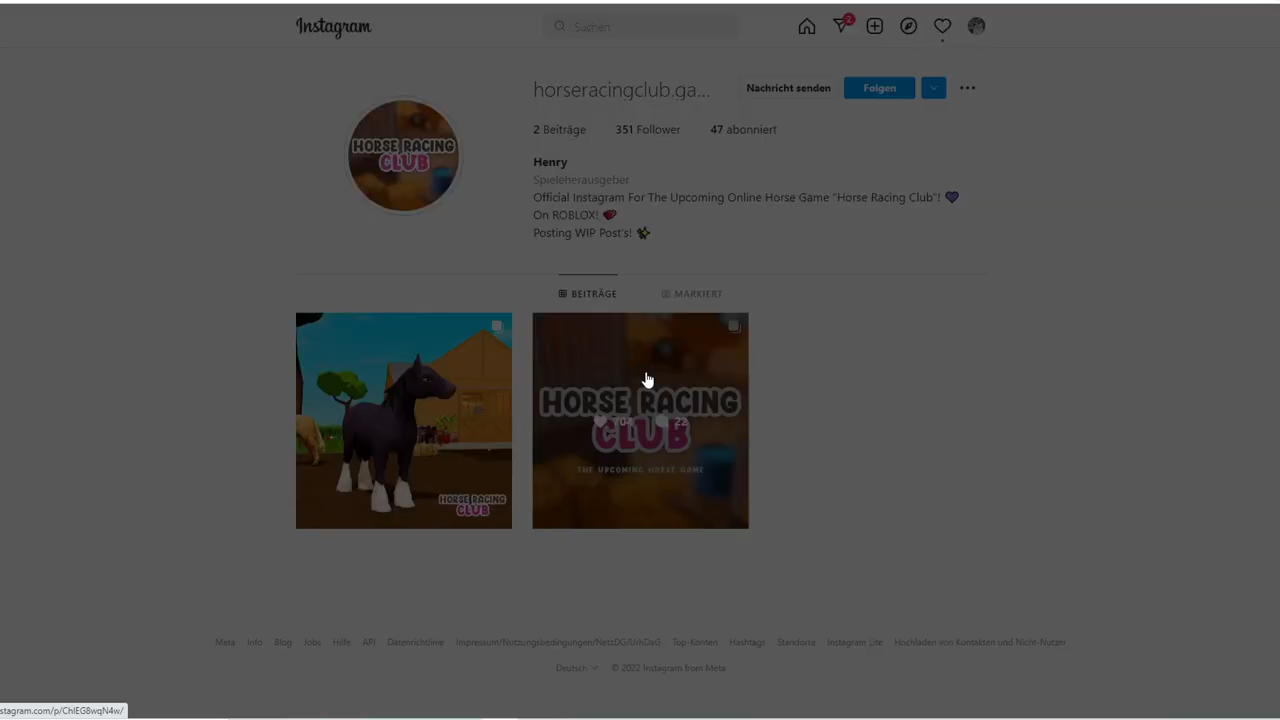 Instagram
Suchen
2
horseracingclub.ga...
Nachricht senden
Folgen
2 Beiträge
351 Follower
47 abonniert
HORSE RACING
CLUB
Henry
Spieleherausgeber
Official Instagram For The Upcoming Online Horse Game "Horse Racing Club"!
On ROBLOX!
Posting WIP Post's!
BEITRÄGE
MARKIERT
HORSE RACING
CLUB
HORSE RACING
CLUB
22
THE UPCOMING HORSE GAME
Meta
Info
Blog
Jobs
Hilfe
API
Datenrichtlinie
Impressum/Nutzungsbedingungen/NetzDG/UrhDaG
Top-Konten
Hashtags
Standorte
Instagram Lite
Hochladen von Kontakten und Nicht-Nutzer
Deutsch
© 2022 Instagram from Meta